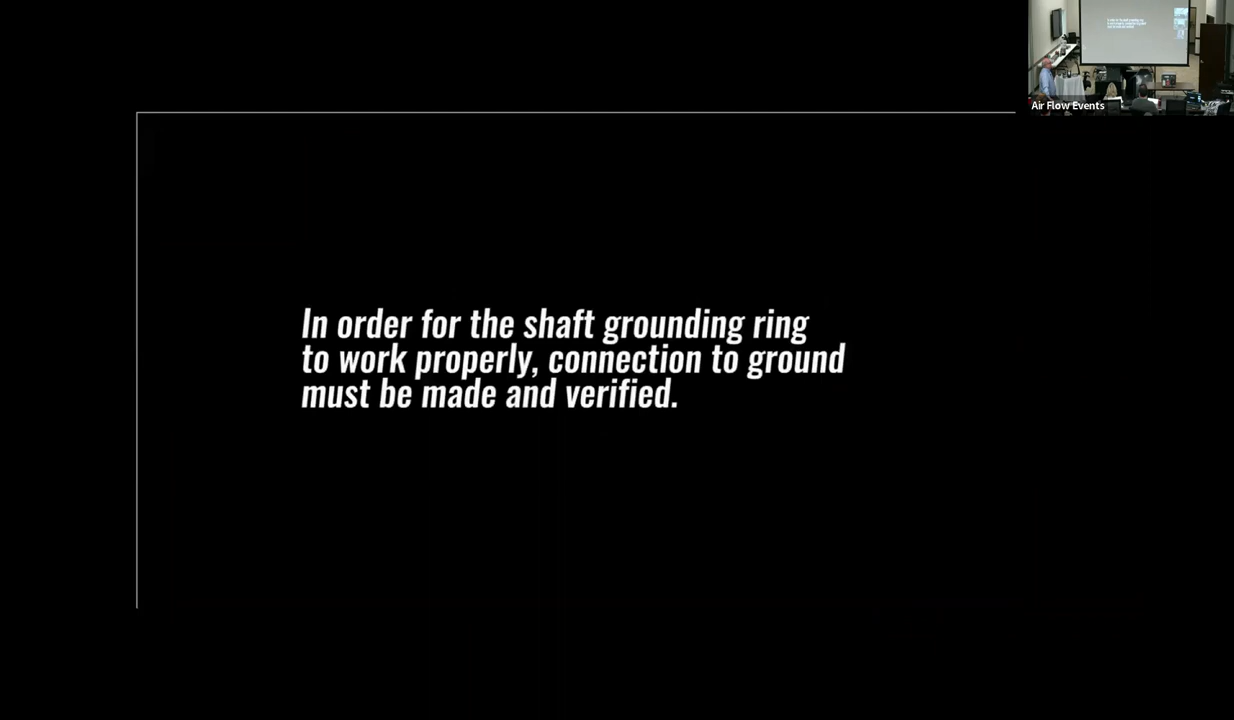 Air Flow Events
In order for the shaft grounding ring
to work properly, connection to ground
must be made and verified.